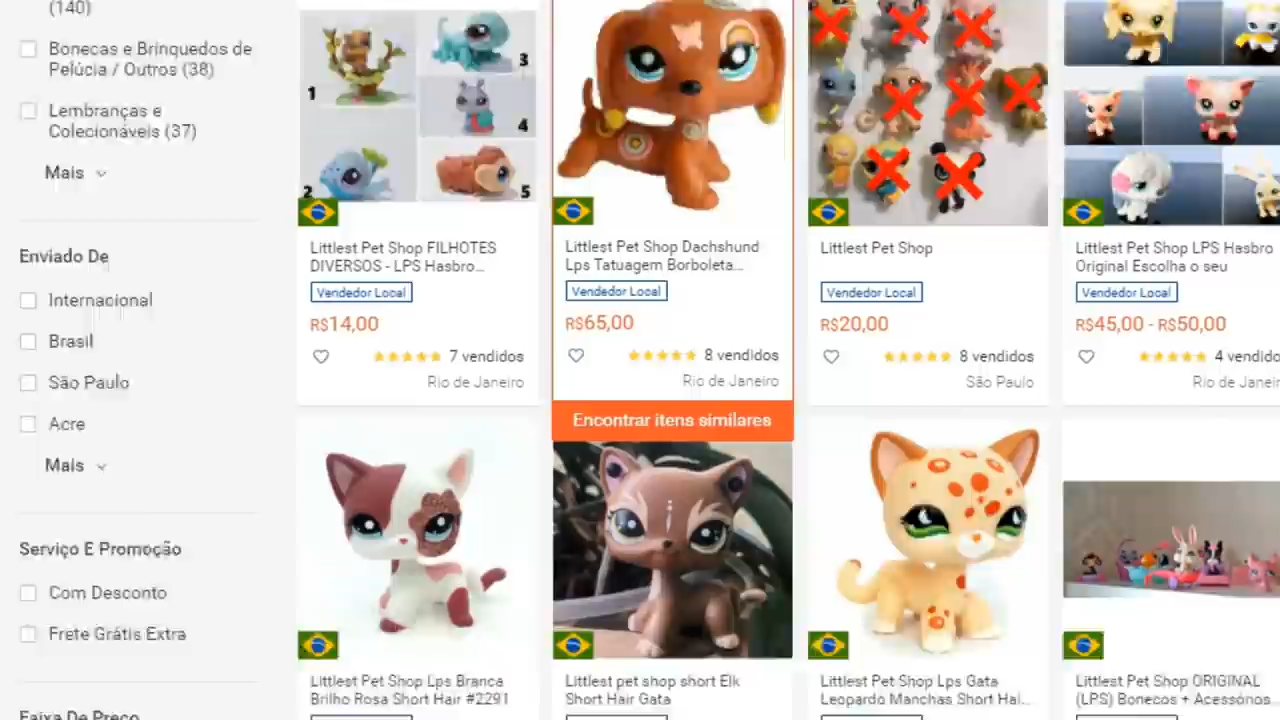 (140)
Bonecas e Brinquedos de
Pelúcia / Outros (38)
Lembranças e
Colecionáveis (37)
Mais
Enviado De
Internacional
Brasil
São Paulo
Acre
Mais
Serviço E Promoção
Com Desconto
Frete Grátis Extra
Faixa De Preço
1
2
3
4
5
Littlest Pet Shop FILHOTES
DIVERSOS - LPS Hasbro...
Vendedor Local
R$14,00
7 vendidos
Rio de Janeiro
Littlest Pet Shop Dachshund
Lps Tatuagem Borboleta...
Vendedor Local
R$65,00
8 vendidos
Rio de Janeiro
Encontrar itens similares
Littlest Pet Shop
Vendedor Local
R$20,00
8 vendidos
São Paulo
Littlest Pet Shop LPS Hasbro
Original Escolha o seu
Vendedor Local
R$45,00 - R$50,00
4 vendido
Rio de Janei
Littlest Pet Shop Lps Branca
Brilho Rosa Short Hair #2291
Littlest pet shop short Elk
Short Hair Gata
Littlest Pet Shop Lps Gata
Leopardo Manchas Short Hai...
Littlest Pet Shop ORIGINAL
(LPS) Bonecos + Acessórios